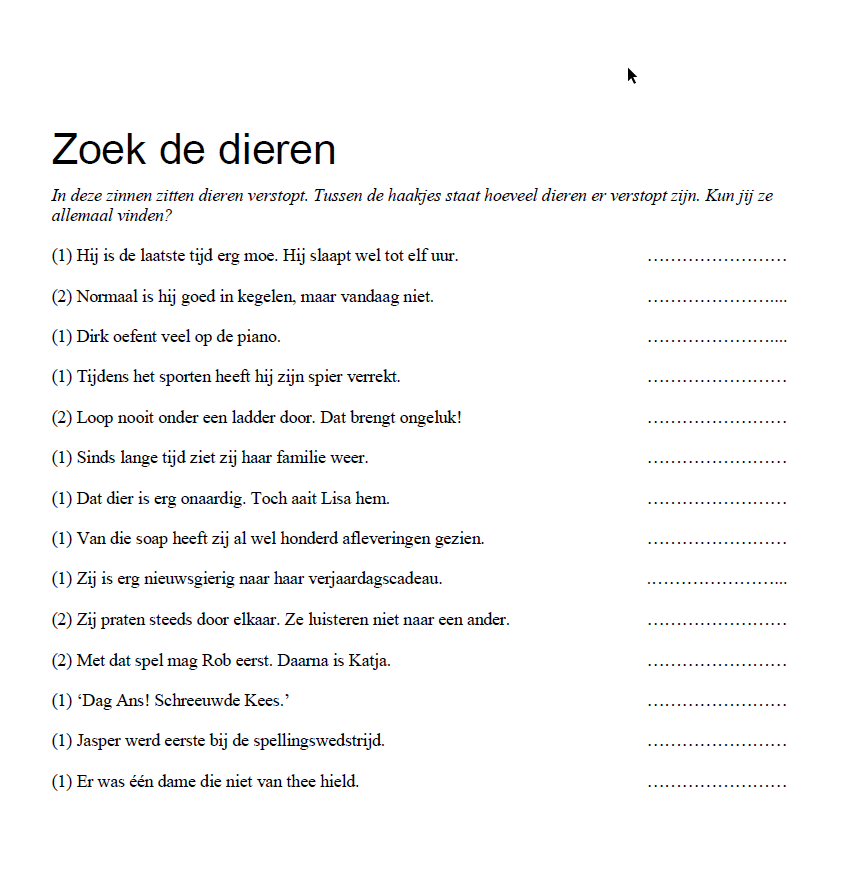 Zoek de dieren
In deze zinnen zitten dieren verstopt. Tussen de haakjes staat hoeveel dieren er verstopt zijn. Kun jij ze
allemaal vinden?
(1) Hij is de laatste tijd erg moe. Hij slaapt wel tot elf uur. ……………………
(2) Normaal is hij goed in kegelen, maar vandaag niet. …………………....
(1) Dirk oefent veel op de piano. …………………....
(1) Tijdens het sporten heeft hij zijn spier verrekt. ……………………
(2) Loop nooit onder een ladder door. Dat brengt ongeluk! ……………………
(1) Sinds lange tijd ziet zij haar familie weer. ……………………
(1) Dat dier is erg onaardig. Toch aait Lisa hem. ……………………
(1) Van die soap heeft zij al wel honderd afleveringen gezien. ……………………
(1) Zij is erg nieuwsgierig naar haar verjaardagscadeau. .…………………...
(2) Zij praten steeds door elkaar. Ze luisteren niet naar een ander. ……………………
(2) Met dat spel mag Rob eerst. Daarna is Katja. ……………………
(1) ‘Dag Ans! Schreeuwde Kees.’ ……………………
(1) Jasper werd eerste bij de spellingswedstrijd. ……………………
(1) Er was één dame die niet van thee hield. ……………………